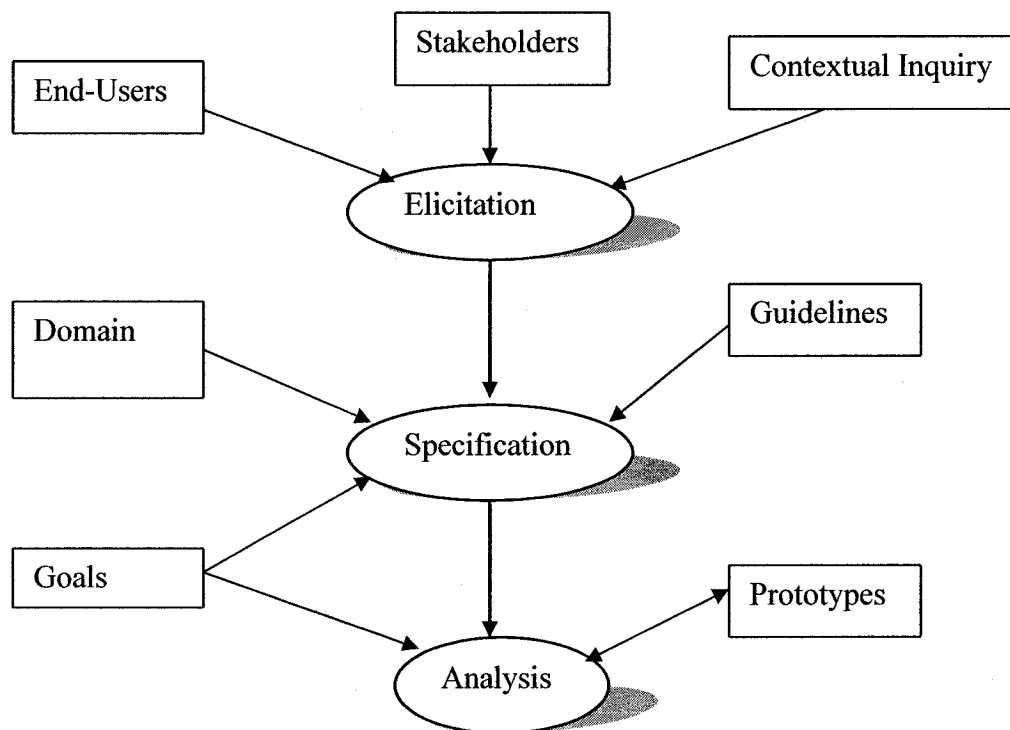 Stakeholders
End-Users
Contextual Inquiry
Elicitation
Domain
Guidelines
Specification
Goals
Prototypes
Analysis